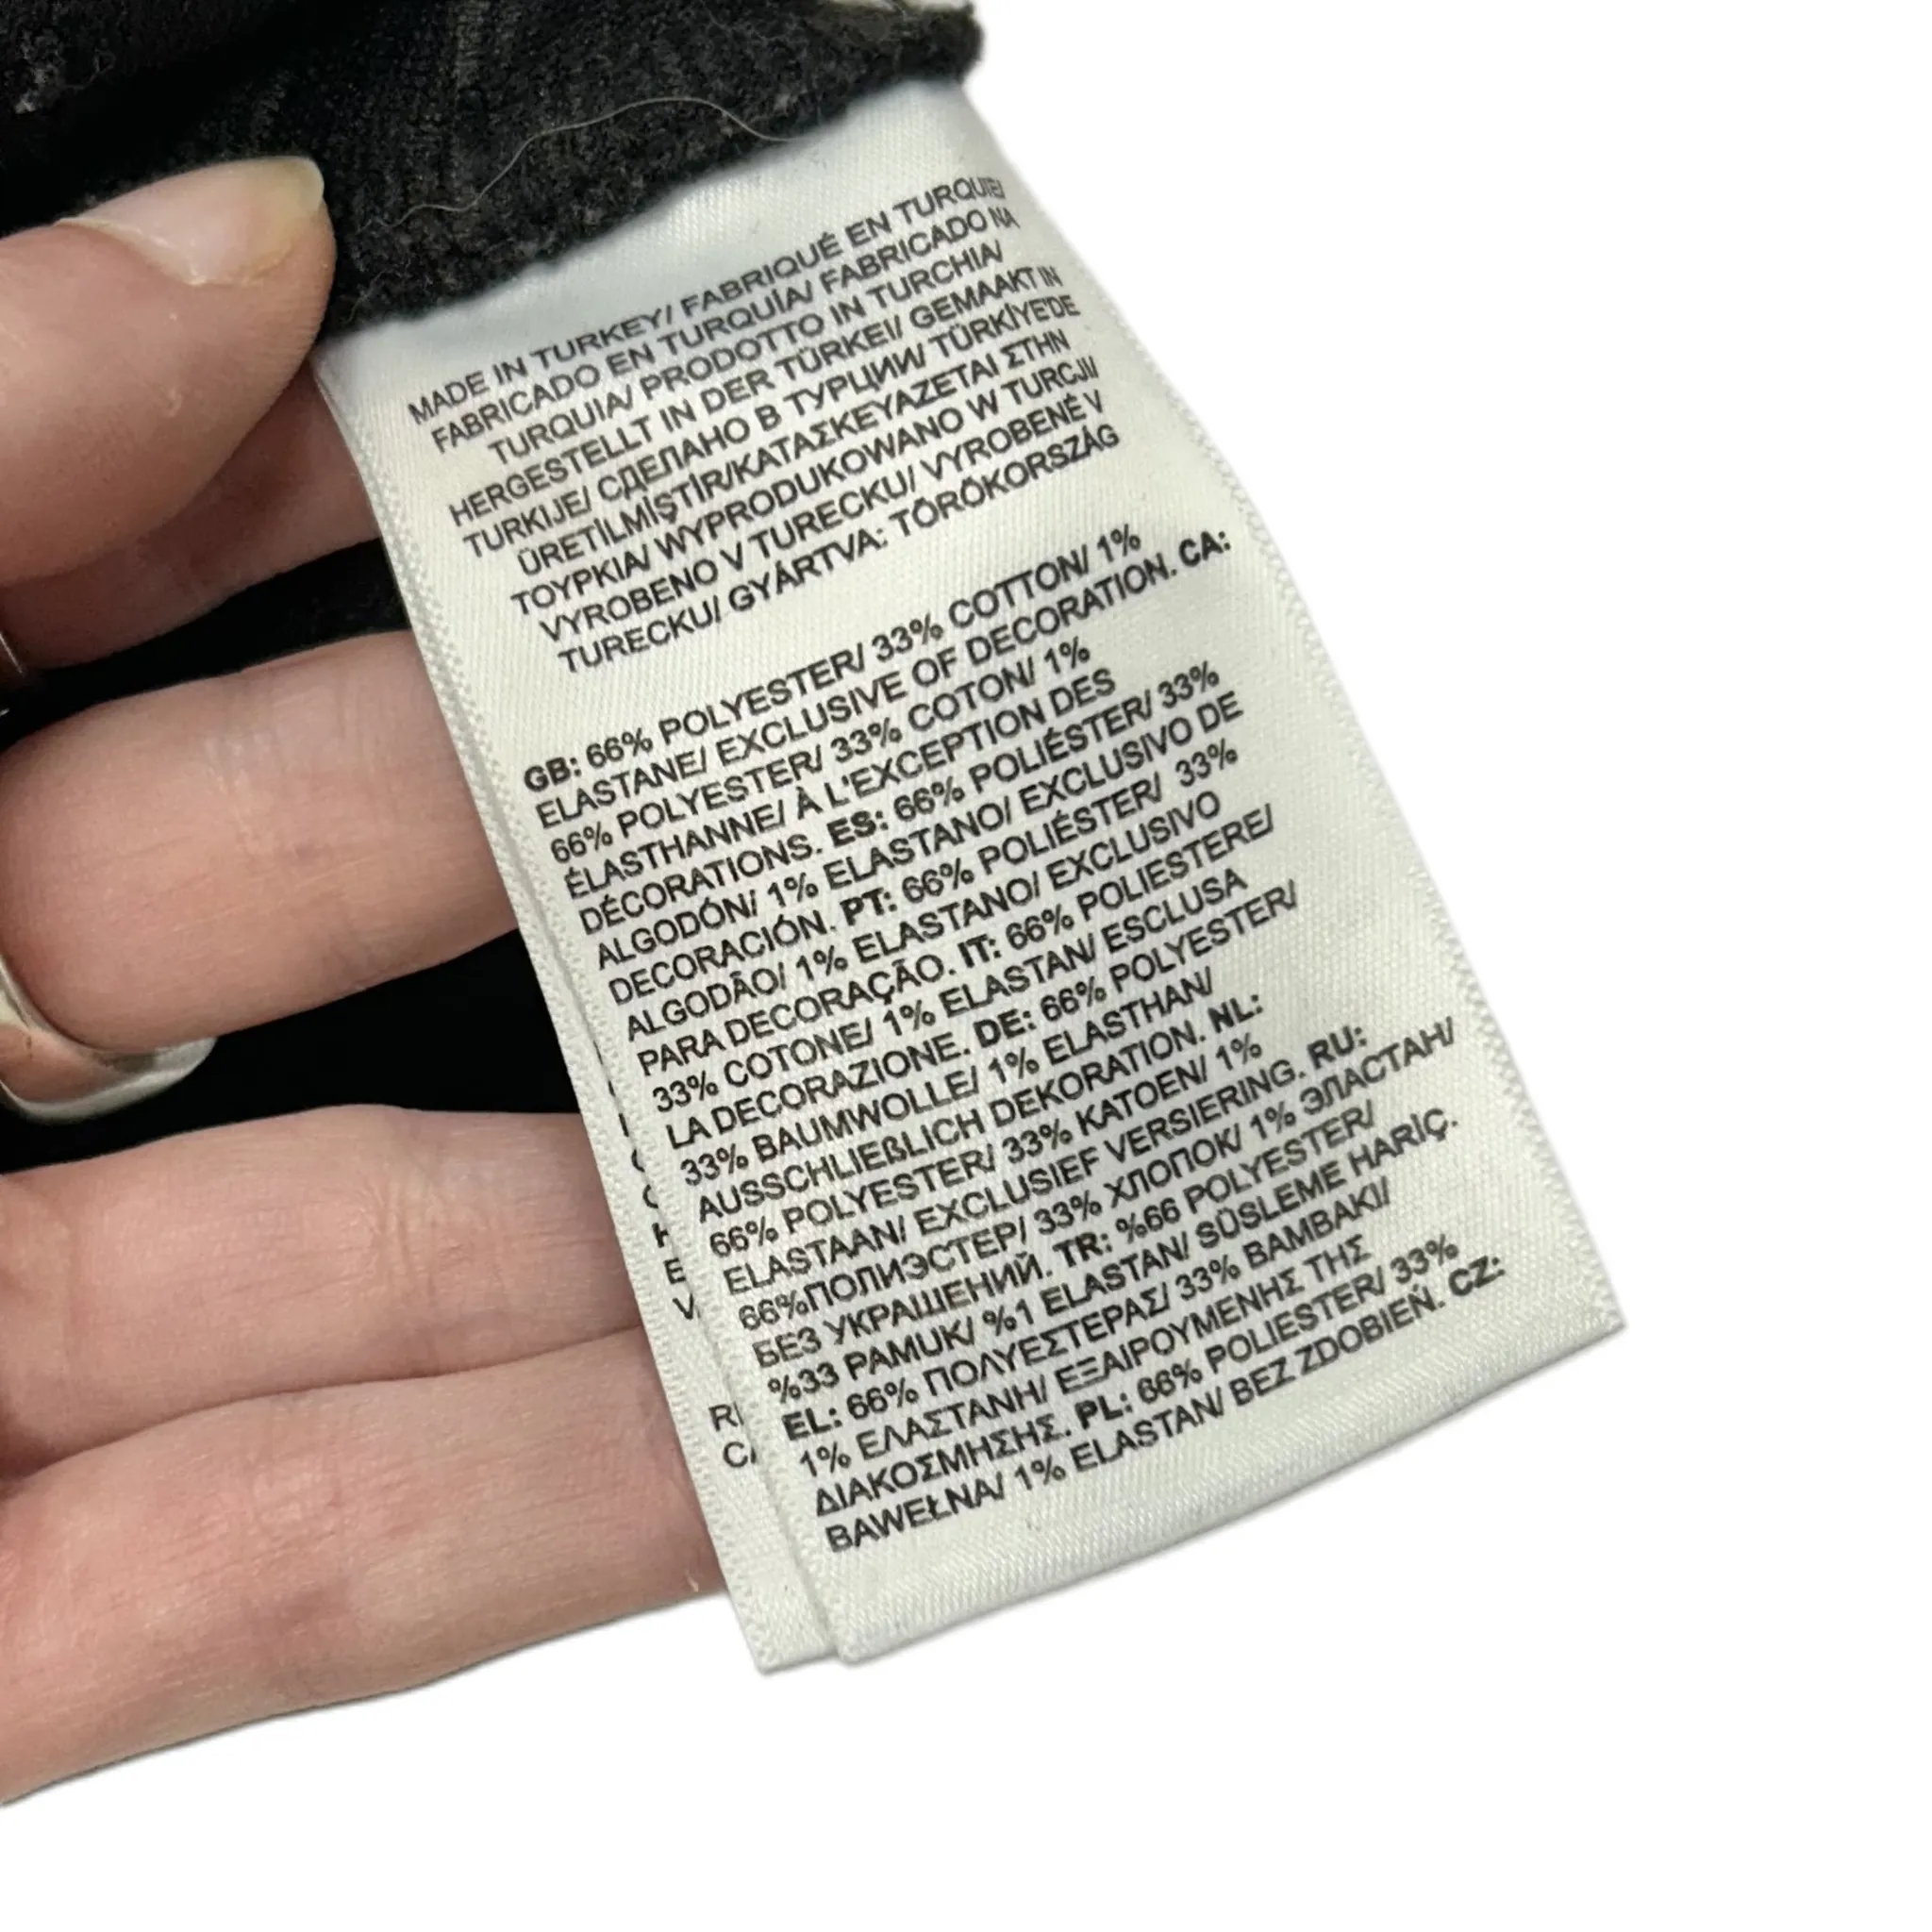 MADE IN TURKEY/ FABRIQUÉ EN TURQUIE/
FABRICADO EN TURQUÍA/ FABRICADO NA
TURQUIA/ PRODOTTO IN TURCHIA/
HERGESTELLT IN DER TÜRKEI/ GEMAAKT IN
TURKIJE/ СДЕЛАНО В ТУРЦИИ/ TÜRKİYE'DE
ÜRETİLMİŞTİR/KATAΣKEYAZETAI ΣTHN
TOYPKIA/ WYPRODUKOWANO W TURCJI/
VYROBENO V TURECKU/ VYROBENÉ V
TURECKU/ GYÁRTVA: TÖRÖKORSZÁG
GB: 66% POLYESTER/ 33% COTTON/ 1%
ELASTANE/ EXCLUSIVE OF DECORATION. CA:
66% POLYESTER/ 33% COTON/ 1%
ÉLASTHANNE/ À L'EXCEPTION DES
DÉCORATIONS. ES: 66% POLIÉSTER/ 33%
ALGODÓN/ 1% ELASTANO/ EXCLUSIVO DE
DECORACIÓN. PT: 66% POLIÉSTER/ 33%
ALGODÃO/ 1% ELASTANO/ EXCLUSIVO
PARA DECORAÇÃO. IT: 66% POLIESTERE/
33% COTONE/ 1% ELASTAN/ ESCLUSA
LA DECORAZIONE. DE: 66% POLYESTER/
33% BAUMWOLLE/ 1% ELASTHAN/
AUSSCHLIEßLICH DEKORATION. NL:
66% POLYESTER/ 33% KATOEN/ 1%
ELASTAAN/ EXCLUSIEF VERSIERING. RU:
66%ПОЛИЭСТЕР/ 33% ХЛОПОК/ 1% ЭЛАСТАН/
БЕЗ УКРАШЕНИЙ. TR: %66 POLYESTER/
%33 PAMUK/ %1 ELASTAN/ SÜSLEME HARİÇ.
EL: 66% ΠΟΛΥΕΣΤΕΡΑΣ/ 33% ΒΑΜΒΑΚΙ/
1% ΕΛΑΣΤΑΝΗ/ ΕΞΑΙΡΟΥΜΕΝΗΣ ΤΗΣ
ΔΙΑΚΟΣΜΗΣΗΣ. PL: 66% POLIESTER/ 33%
BAWEŁNA/ 1% ELASTAN/ BEZ ZDOBIEŃ. CZ: